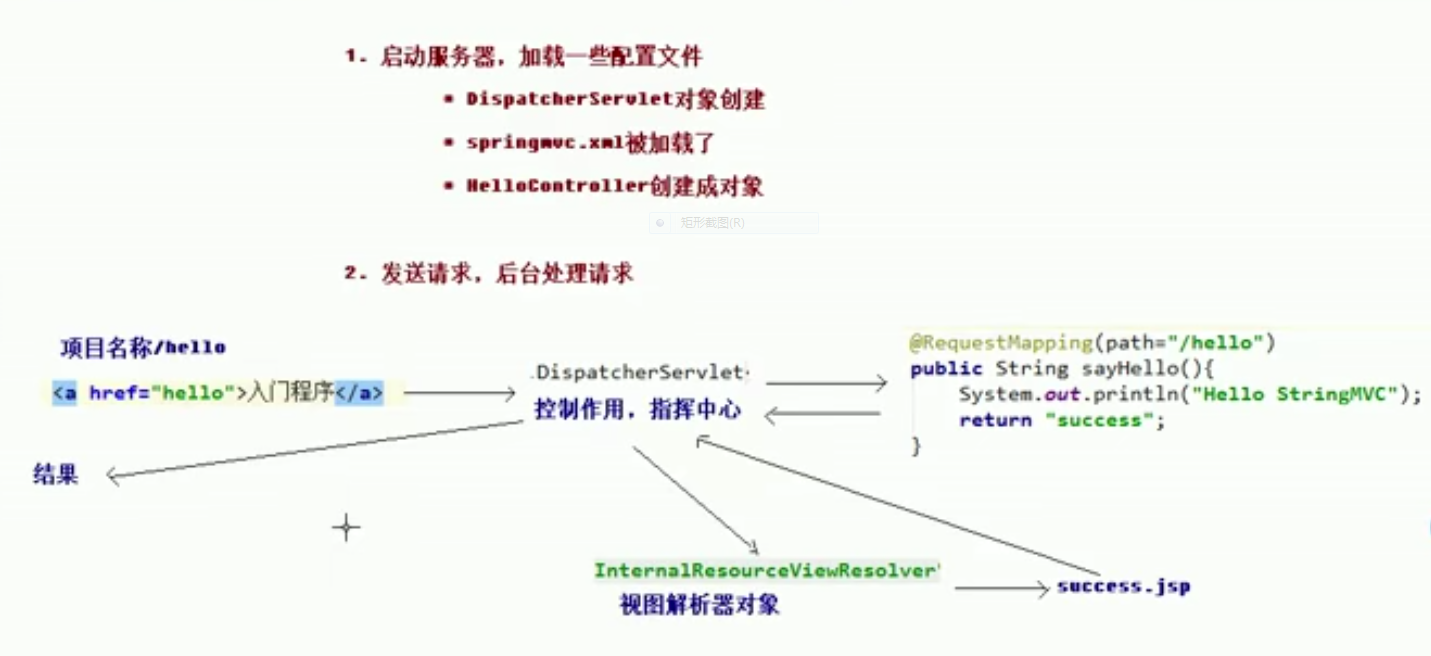 1. 启动服务器，加载一些配置文件
* DispatcherServlet对象创建
* springmvc.xml被加载了
* HelloController创建成对象
矩形截图(R)
2. 发送请求，后台处理请求
项目名称/hello
<a href="hello">入门程序</a>
.DispatcherServlet
控制作用，指挥中心
@RequestMapping(path="/hello")
public String sayHello(){
System.out.println("Hello StringMVC");
return "success";
}
结果
InternalResourceViewResolver"
视图解析器对象
success.jsp